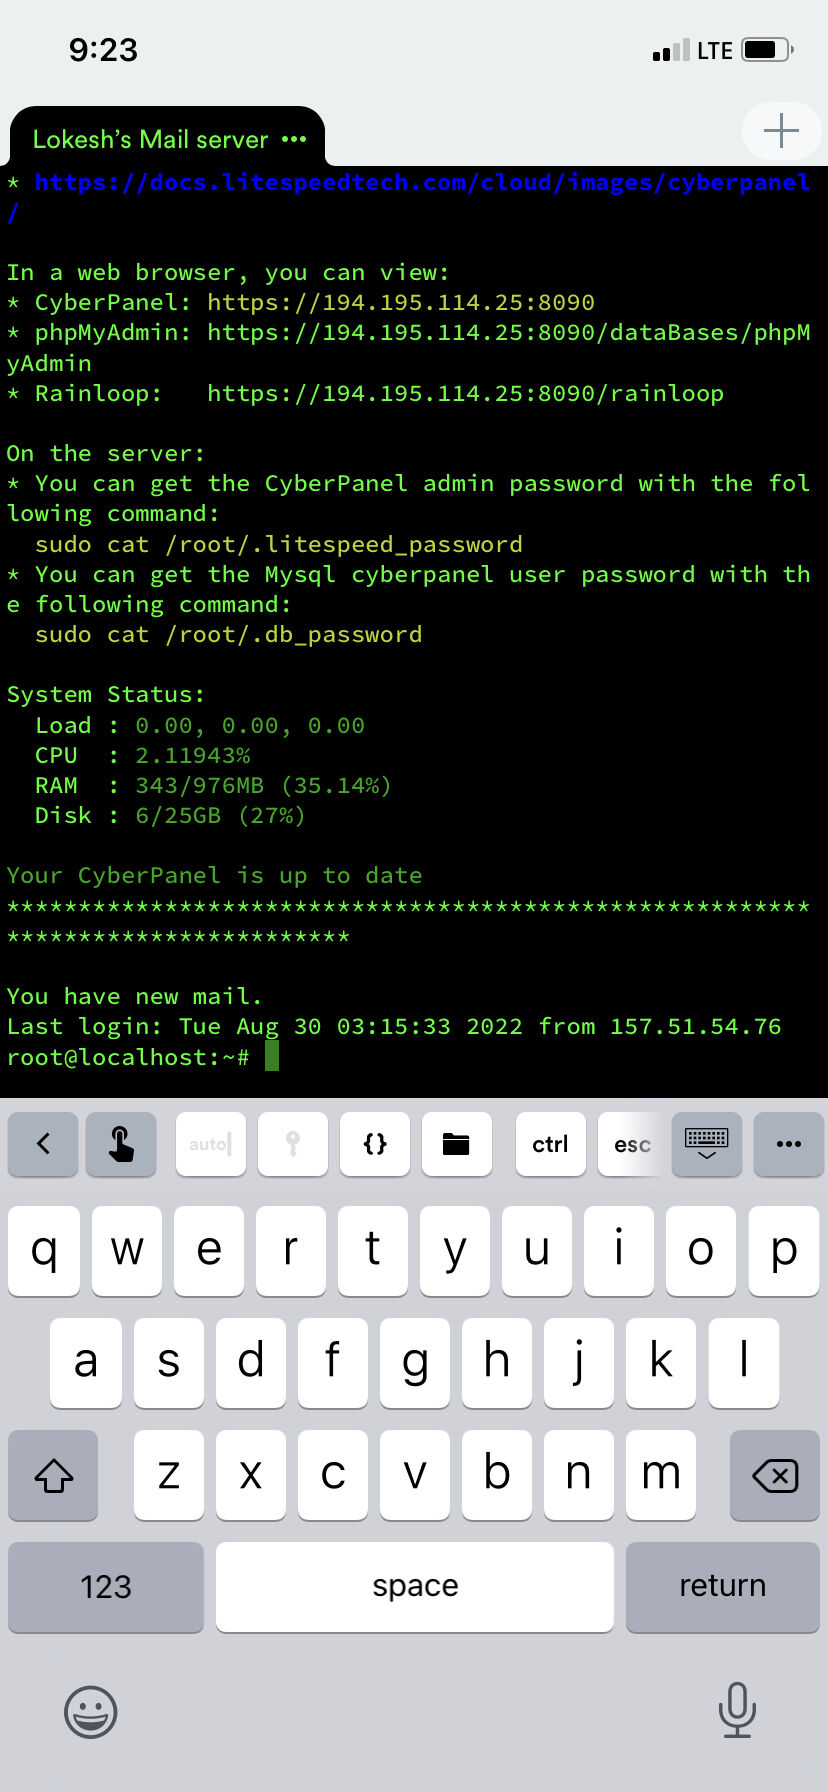 9:23
LTE
Lokesh's Mail server •••
* https://docs.litespeedtech.com/cloud/images/cyberpanel
/
In a web browser, you can view:
* CyberPanel: https://194.195.114.25:8090
* phpMyAdmin: https://194.195.114.25:8090/dataBases/phpM
yAdmin
* Rainloop:   https://194.195.114.25:8090/rainloop
On the server:
* You can get the CyberPanel admin password with the fol
lowing command:
  sudo cat /root/.litespeed_password
* You can get the Mysql cyberpanel user password with th
e following command:
  sudo cat /root/.db_password
System Status:
  Load : 0.00, 0.00, 0.00
  CPU  : 2.11943%
  RAM  : 343/976MB (35.14%)
  Disk : 6/25GB (27%)
Your CyberPanel is up to date
********************************************************
************************
You have new mail.
Last login: Tue Aug 30 03:15:33 2022 from 157.51.54.76
root@localhost:~#
auto {} ctrl esc •••
q w e r t y u i o p
a s d f g h j k l
z x c v b n m
123 space return